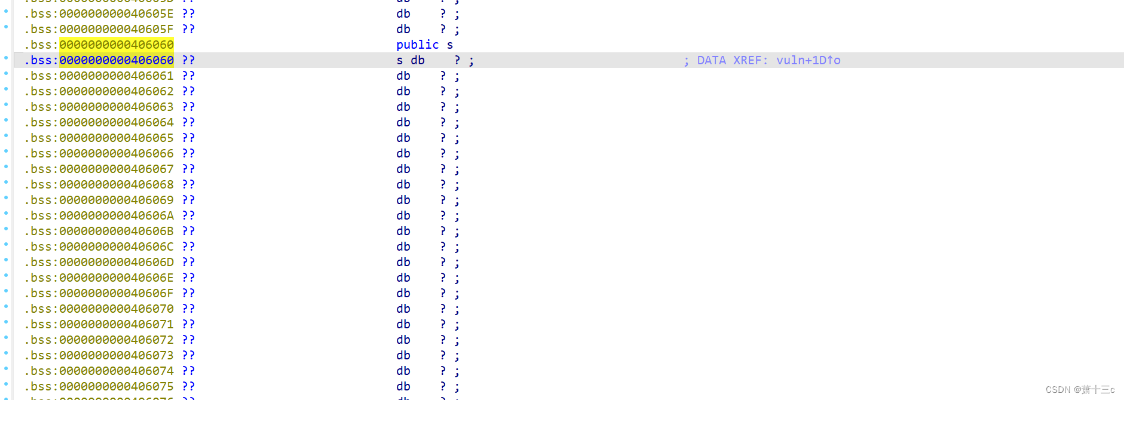 .bss:000000000040605E ?? db ? ;
.bss:000000000040605F ?? db ? ;
.bss:0000000000406060 public s
.bss:0000000000406060 ?? s db ? ; ; DATA XREF: vuln+1D↑o
.bss:0000000000406061 ?? db ? ;
.bss:0000000000406062 ?? db ? ;
.bss:0000000000406063 ?? db ? ;
.bss:0000000000406064 ?? db ? ;
.bss:0000000000406065 ?? db ? ;
.bss:0000000000406066 ?? db ? ;
.bss:0000000000406067 ?? db ? ;
.bss:0000000000406068 ?? db ? ;
.bss:0000000000406069 ?? db ? ;
.bss:000000000040606A ?? db ? ;
.bss:000000000040606B ?? db ? ;
.bss:000000000040606C ?? db ? ;
.bss:000000000040606D ?? db ? ;
.bss:000000000040606E ?? db ? ;
.bss:000000000040606F ?? db ? ;
.bss:0000000000406070 ?? db ? ;
.bss:0000000000406071 ?? db ? ;
.bss:0000000000406072 ?? db ? ;
.bss:0000000000406073 ?? db ? ;
.bss:0000000000406074 ?? db ? ;
.bss:0000000000406075 ?? db ? ;
CSDN @萧十三c